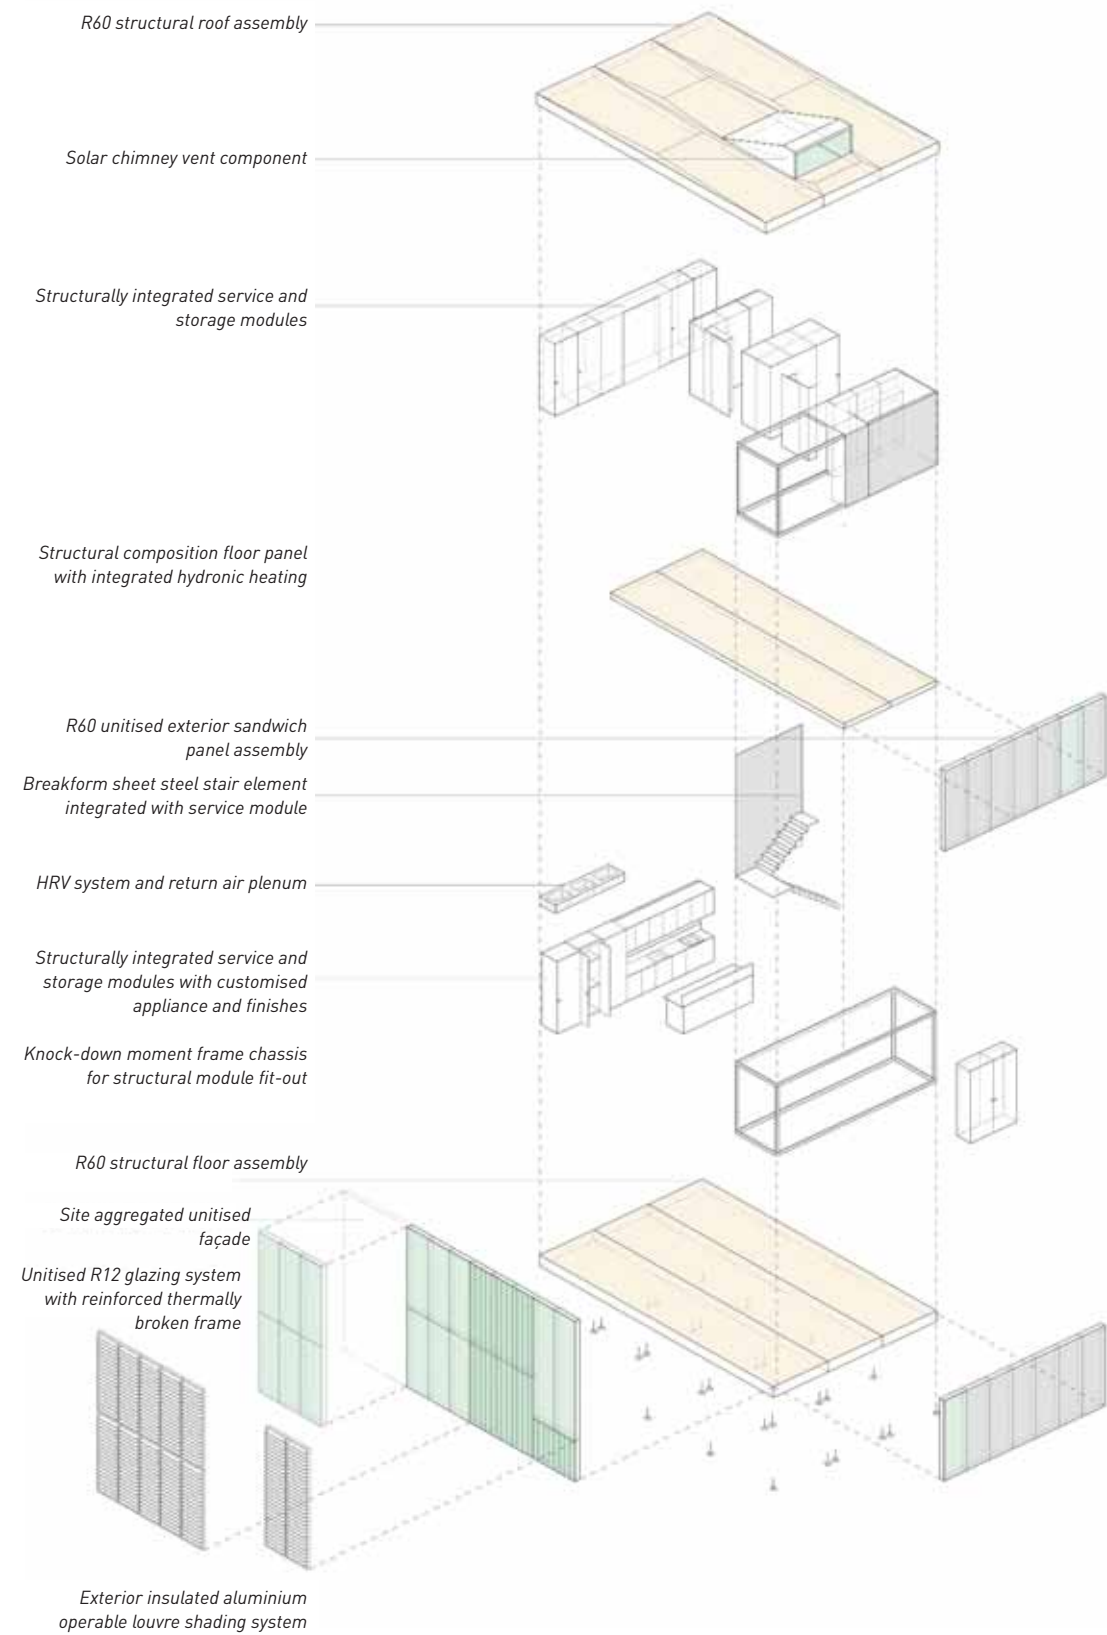 R60 structural roof assembly
Solar chimney vent component
Structurally integrated service and
storage modules
Structural composition floor panel
with integrated hydronic heating
R60 unitised exterior sandwich
panel assembly
Breakform sheet steel stair element
integrated with service module
HRV system and return air plenum
Structurally integrated service and
storage modules with customised
appliance and finishes
Knock-down moment frame chassis
for structural module fit-out
R60 structural floor assembly
Site aggregated unitised
façade
Unitised R12 glazing system
with reinforced thermally
broken frame
Exterior insulated aluminium
operable louvre shading system